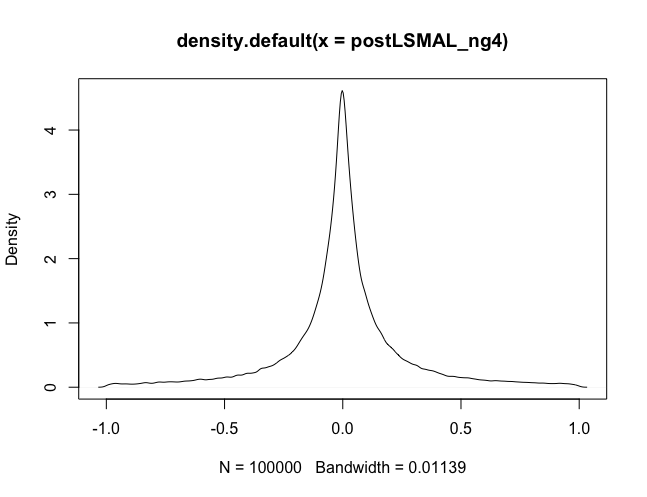 density.default(x = postLSMAL_ng4)
Density
4
3
2
1
0
-1.0 -0.5 0.0 0.5 1.0
N = 100000 Bandwidth = 0.01139